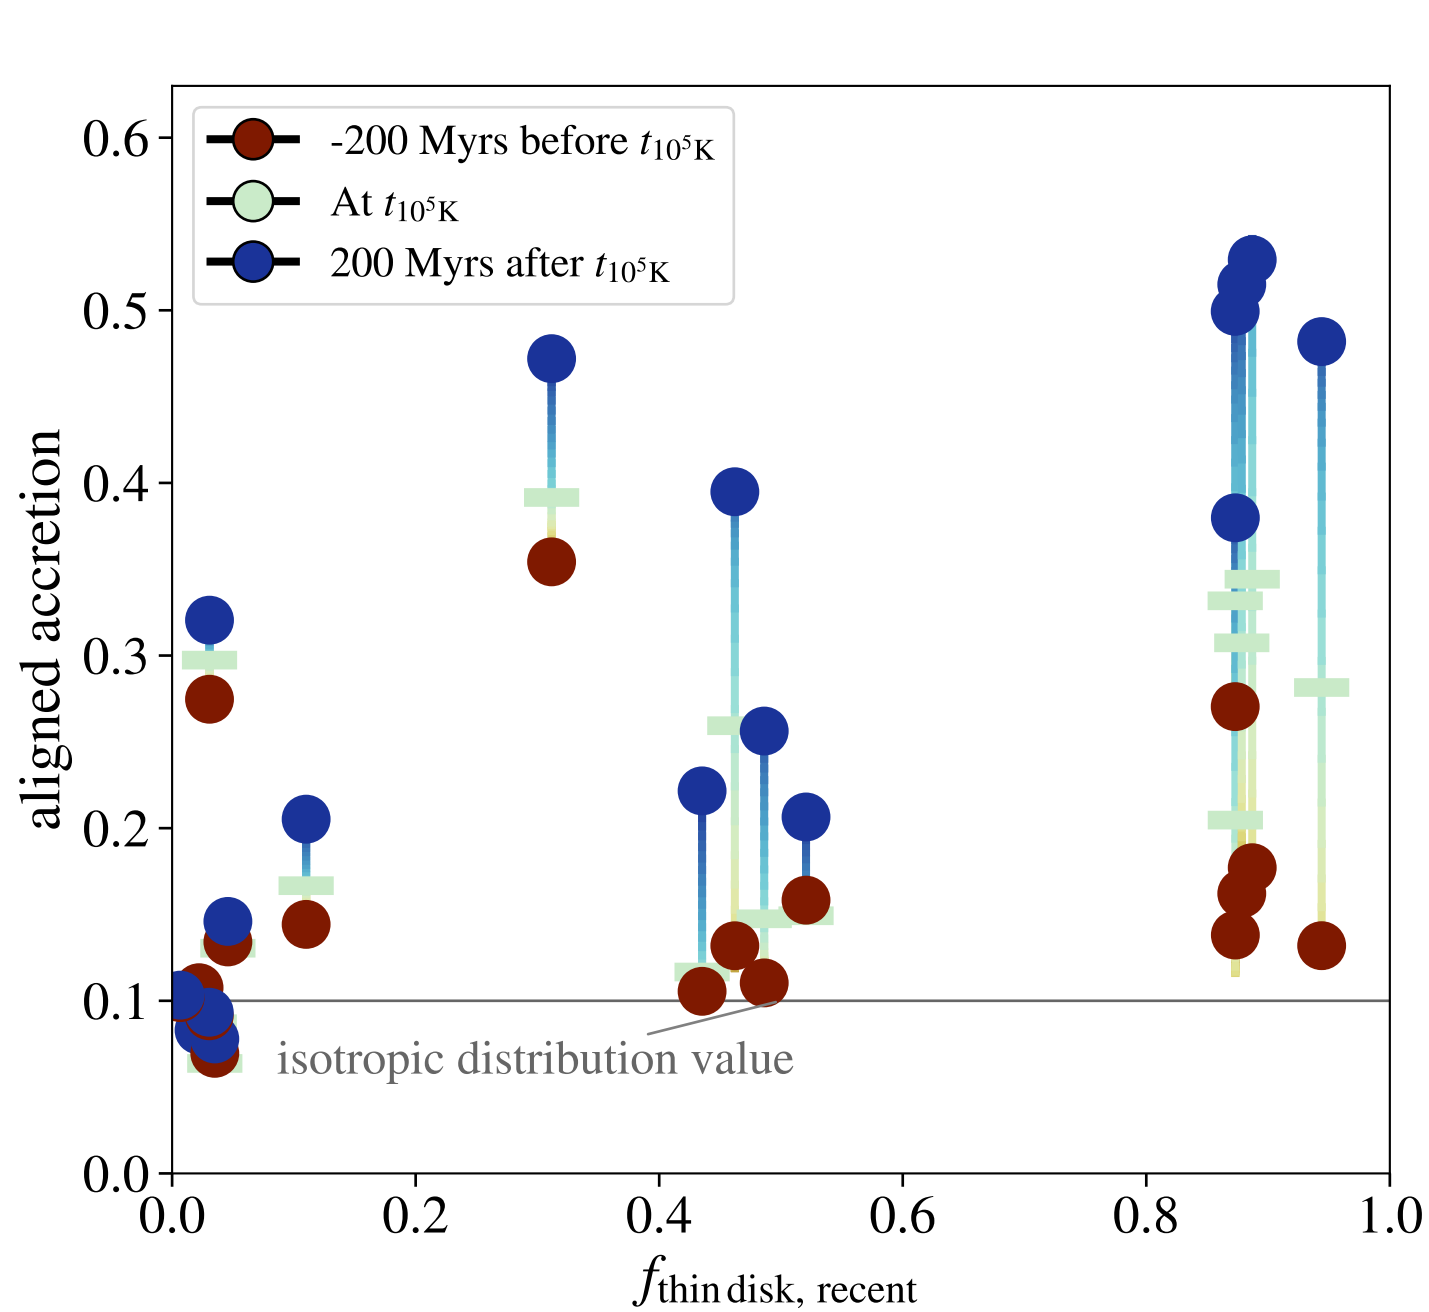 -200 Myrs before t10⁵K
At t10⁵K
200 Myrs after t10⁵K
0.6
0.5
0.4
0.3
0.2
0.1
0.0
aligned accretion
isotropic distribution value
0.0 0.2 0.4 0.6 0.8 1.0
fthin disk, recent